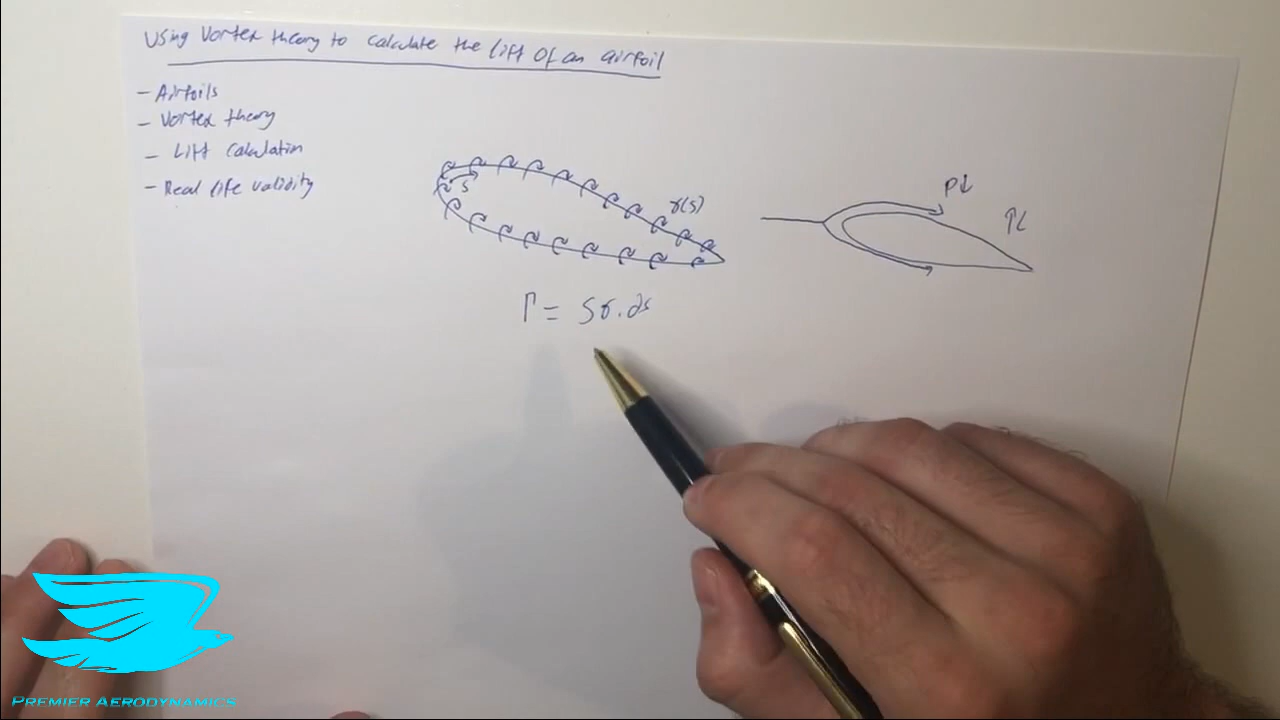 Using Vortex theory to calculate the lift of an airfoil
- Airfoils
- Vortex theory
- Lift calculation
- Real life validity
s
γ(s)
P↓
↑L
Γ = ∫γ.ds
PREMIER AERODYNAMICS